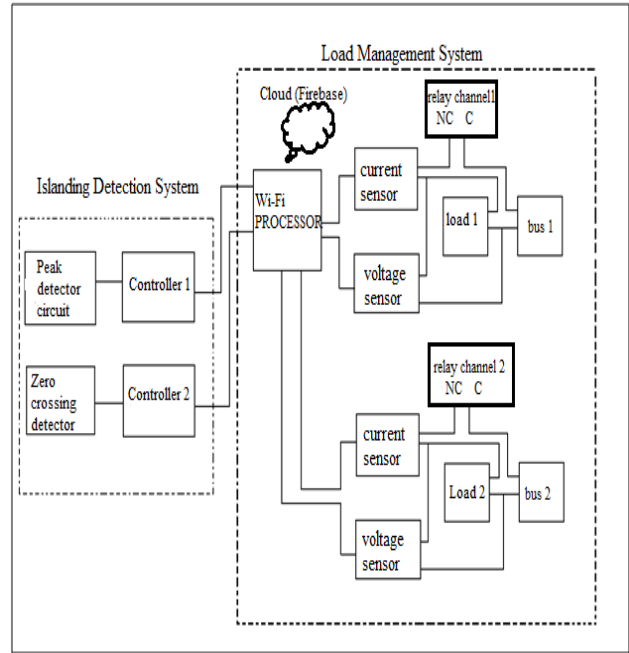 Load Management System
Cloud (Firebase)
relay channel1
NC C
current
sensor
Islanding Detection System
Wi-Fi
PROCESSOR
load 1
bus 1
Peak
detector
circuit
Controller 1
voltage
sensor
Zero
crossing
detector
Controller 2
relay channel 2
NC C
current
sensor
Load 2
bus 2
voltage
sensor